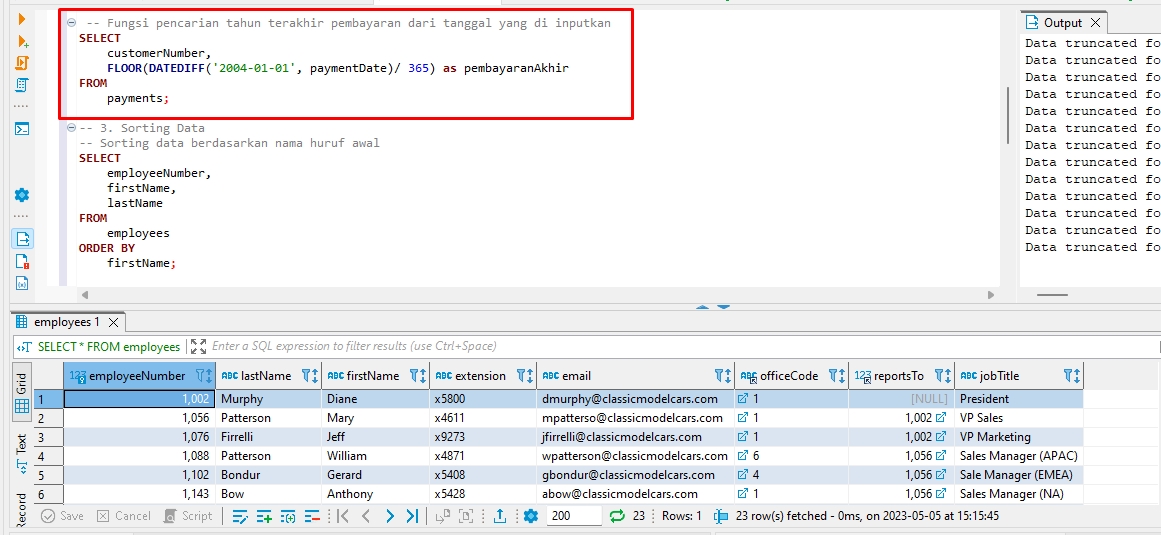 -- Fungsi pencarian tahun terakhir pembayaran dari tanggal yang di inputkan
SELECT
customerNumber,
FLOOR(DATEDIFF('2004-01-01', paymentDate)/ 365) as pembayaranAkhir
FROM
payments;
-- 3. Sorting Data
-- Sorting data berdasarkan nama huruf awal
SELECT
employeeNumber,
firstName,
lastName
FROM
employees
ORDER BY
firstName;
Output
Data truncated fo
Data truncated fo
Data truncated fo
Data truncated fo
Data truncated fo
Data truncated fo
Data truncated fo
Data truncated fo
Data truncated fo
Data truncated fo
Data truncated fo
Data truncated fo
Data truncated fo
employees 1
SELECT * FROM employees Enter a SQL expression to filter results (use Ctrl+Space)
Grid
Text
Record
123 employeeNumber ABC lastName ABC firstName ABC extension ABC email ABC officeCode 123 reportsTo ABC jobTitle
1 1,002 Murphy Diane x5800 dmurphy@classicmodelcars.com 1 [NULL] President
2 1,056 Patterson Mary x4611 mpatterso@classicmodelcars.com 1 1,002 VP Sales
3 1,076 Firrelli Jeff x9273 jfirrelli@classicmodelcars.com 1 1,002 VP Marketing
4 1,088 Patterson William x4871 wpatterson@classicmodelcars.com 6 1,056 Sales Manager (APAC)
5 1,102 Bondur Gerard x5408 gbondur@classicmodelcars.com 4 1,056 Sale Manager (EMEA)
6 1,143 Bow Anthony x5428 abow@classicmodelcars.com 1 1,056 Sales Manager (NA)
Save Cancel Script 200 23 Rows: 1 23 row(s) fetched - 0ms, on 2023-05-05 at 15:15:45